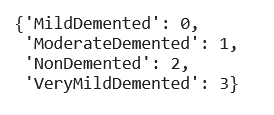 {'MildDemented': 0,
'ModerateDemented': 1,
'NonDemented': 2,
'VeryMildDemented': 3}